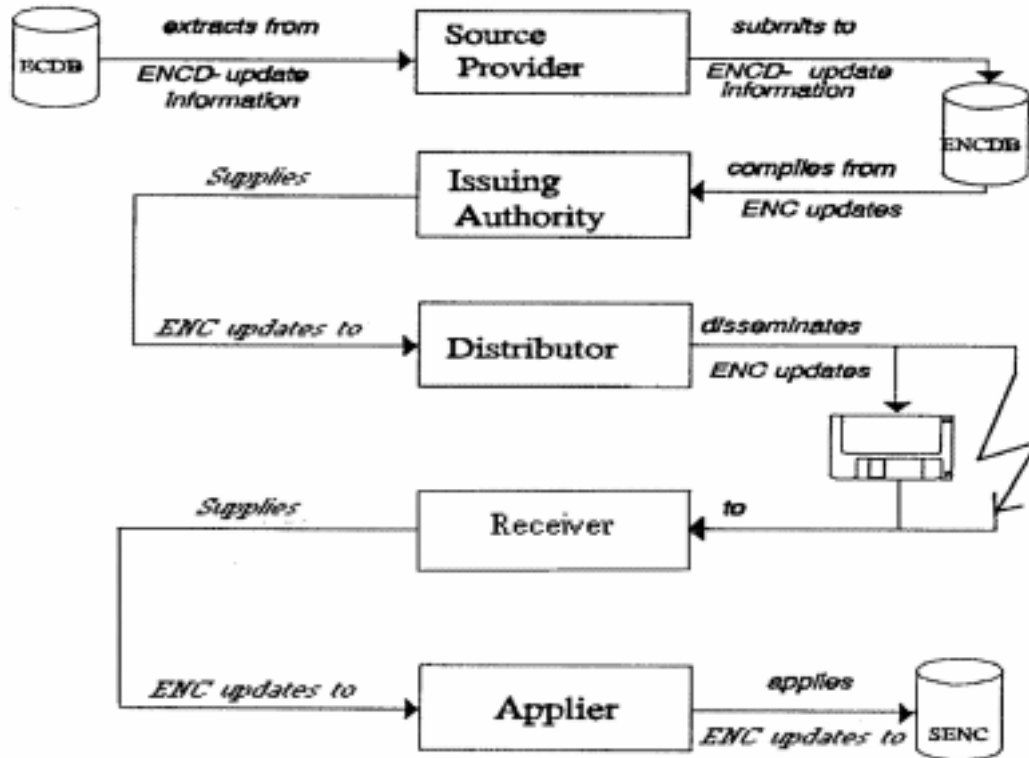 extracts from
Source
Provider
submits to
ECDB
ENCD- update
Information
ENCD- update
Information
ENCDB
Supplies
Issuing
Authority
compiles from
ENC updates
ENC updates to
Distributor
disseminates
ENC updates
Supplies
Receiver
to
ENC updates to
Applier
applies
ENC updates to
SENC